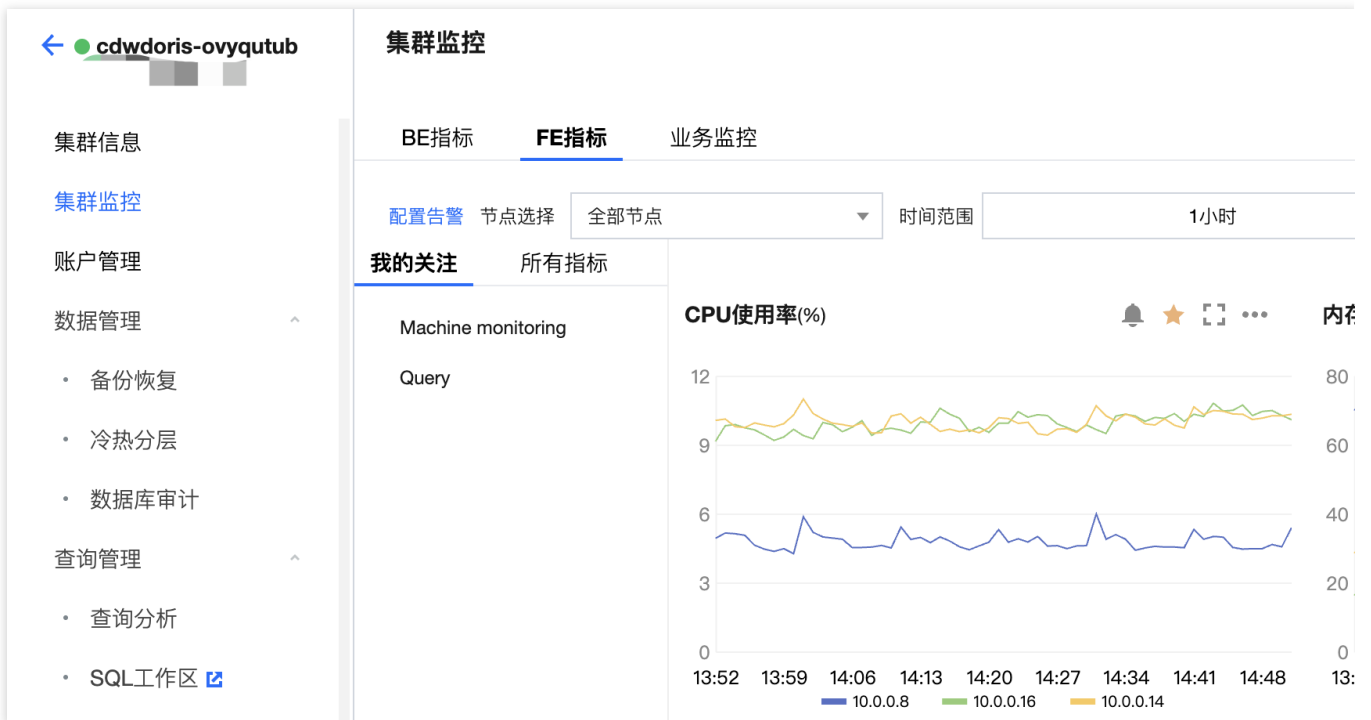 cdwdoris-ovyqutub
集群信息
集群监控
账户管理
数据管理
备份恢复
冷热分层
数据库审计
查询管理
查询分析
SQL工作区
集群监控
BE指标 FE指标 业务监控
配置告警 节点选择 全部节点 时间范围 1小时
我的关注 所有指标
Machine monitoring
Query
CPU使用率(%)
12
9
6
3
0
13:52 13:59 14:06 14:13 14:20 14:27 14:34 14:41 14:48
10.0.0.8 10.0.0.16 10.0.0.14
内存
80
60
40
20
0
13: